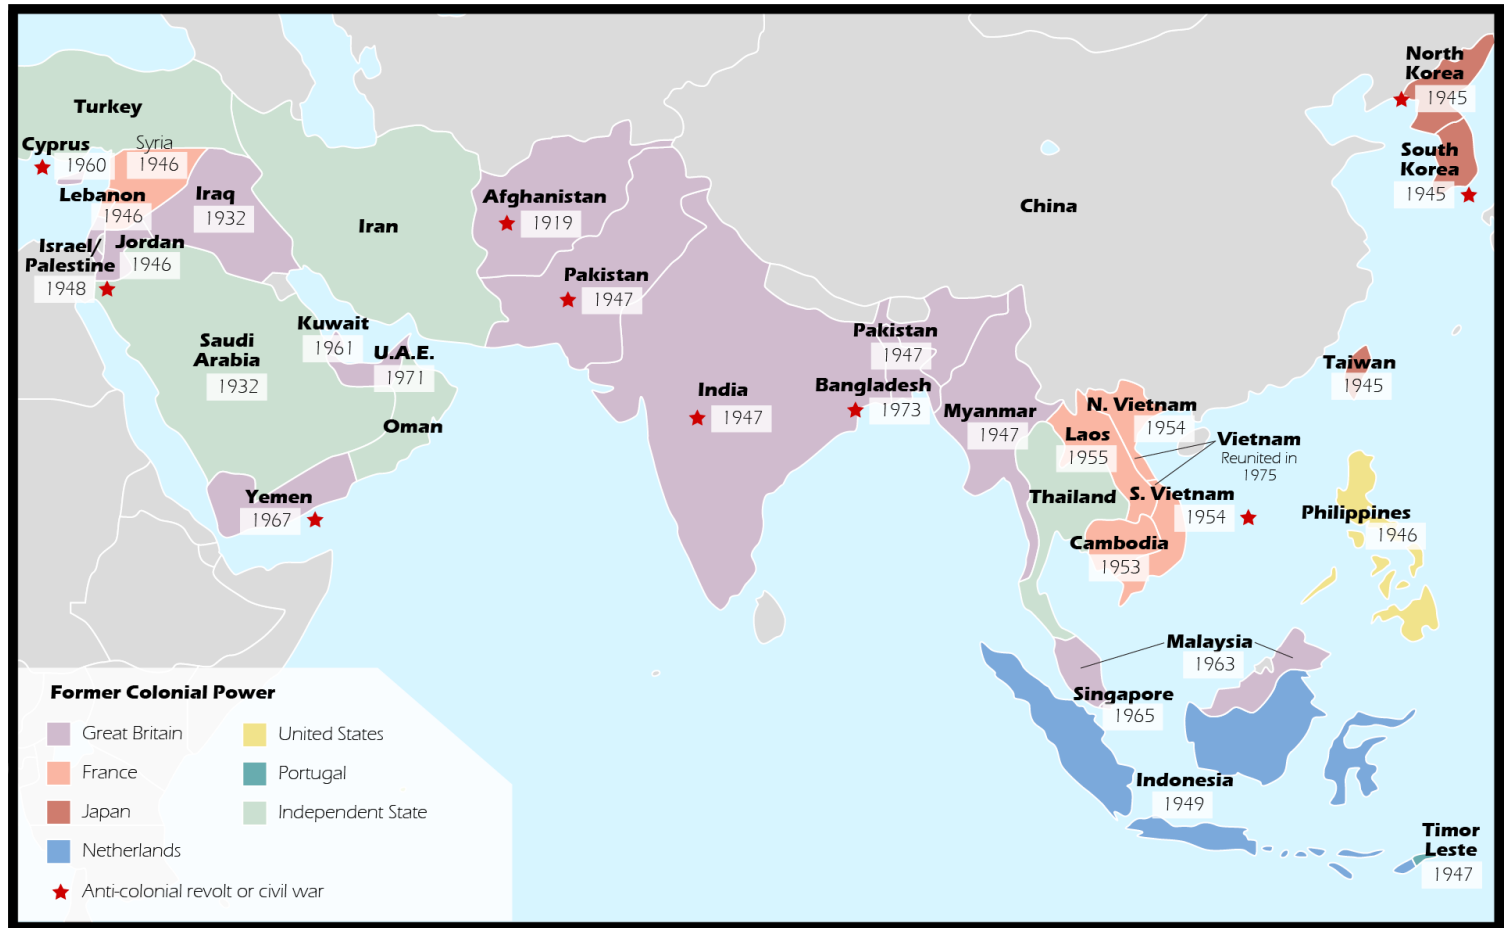 North
Korea
1945
Turkey
Cyprus
1960
Syria
1946
South
Korea
1945
Lebanon
1946
Iraq
1932
Afghanistan
1919
China
Iran
Israel/
Palestine
1948
Jordan
1946
Pakistan
1947
Kuwait
1961
Saudi
Arabia
1932
U.A.E.
1971
Pakistan
1947
Taiwan
1945
India
1947
Bangladesh
1973
Myanmar
1947
N. Vietnam
1954
Oman
Laos
1955
Vietnam
Reunited in
1975
Yemen
1967
Thailand
S. Vietnam
1954
Philippines
1946
Cambodia
1953
Malaysia
1963
Singapore
1965
Indonesia
1949
Timor
Leste
1947
Former Colonial Power
Great Britain
France
Japan
Netherlands
United States
Portugal
Independent State
Anti-colonial revolt or civil war